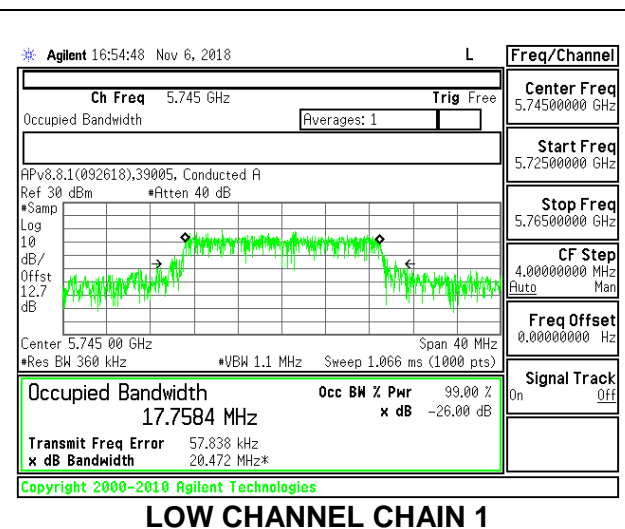 Agilent 16:54:48 Nov 6, 2018 L
Freq/Channel
Ch Freq 5.745 GHz Trig Free
Occupied Bandwidth Averages: 1
APv8.8.1(092618),39005, Conducted A
Ref 30 dBm #Atten 40 dB
#Samp
Log
10
dB/
Offst
12.7
dB
Center 5.745 00 GHz Span 40 MHz
#Res BW 360 kHz #VBW 1.1 MHz Sweep 1.066 ms (1000 pts)
Occupied Bandwidth Occ BW % Pwr 99.00 %
17.7584 MHz x dB -26.00 dB
Transmit Freq Error 57.838 kHz
x dB Bandwidth 20.472 MHz*
Copyright 2000-2010 Agilent Technologies
Center Freq
5.74500000 GHz
Start Freq
5.72500000 GHz
Stop Freq
5.76500000 GHz
CF Step
4.00000000 MHz
Auto Man
Freq Offset
0.00000000 Hz
Signal Track
On Off
LOW CHANNEL CHAIN 1